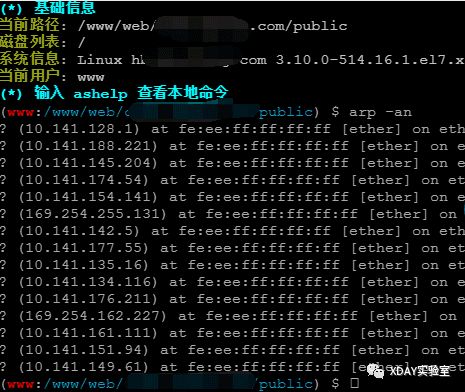 (*) 基础信息
当前路径: /www/web/ .com/public
磁盘列表: /
系统信息: Linux h com 3.10.0-514.16.1.el7.x
当前用户: www
(*) 输入 ashelp 查看本地命令
(www:/www/web/ public) $ arp -an
? (10.141.128.1) at fe:ee:ff:ff:ff:ff [ether] on et
? (10.141.188.221) at fe:ee:ff:ff:ff:ff [ether] on e
? (10.141.145.204) at fe:ee:ff:ff:ff:ff [ether] on e
? (10.141.174.54) at fe:ee:ff:ff:ff:ff [ether] on et
? (10.141.154.141) at fe:ee:ff:ff:ff:ff [ether] on e
? (169.254.255.131) at fe:ee:ff:ff:ff:ff [ether] on
? (10.141.142.5) at fe:ee:ff:ff:ff:ff [ether] on eth
? (10.141.177.55) at fe:ee:ff:ff:ff:ff [ether] on et
? (10.141.135.16) at fe:ee:ff:ff:ff:ff [ether] on et
? (10.141.134.116) at fe:ee:ff:ff:ff:ff [ether] on e
? (10.141.176.211) at fe:ee:ff:ff:ff:ff [ether] on e
? (169.254.162.227) at fe:ee:ff:ff:ff:ff [ether] on
? (10.141.161.111) at fe:ee:ff:ff:ff:ff [ether] on e
? (10.141.151.94) at fe:ee:ff:ff:ff:ff [ether] on et
? (10.141.149.61) at fe:ee:ff:ff:ff:ff [ether] on et
(www:/www/web/ public) $
XDAY实验室